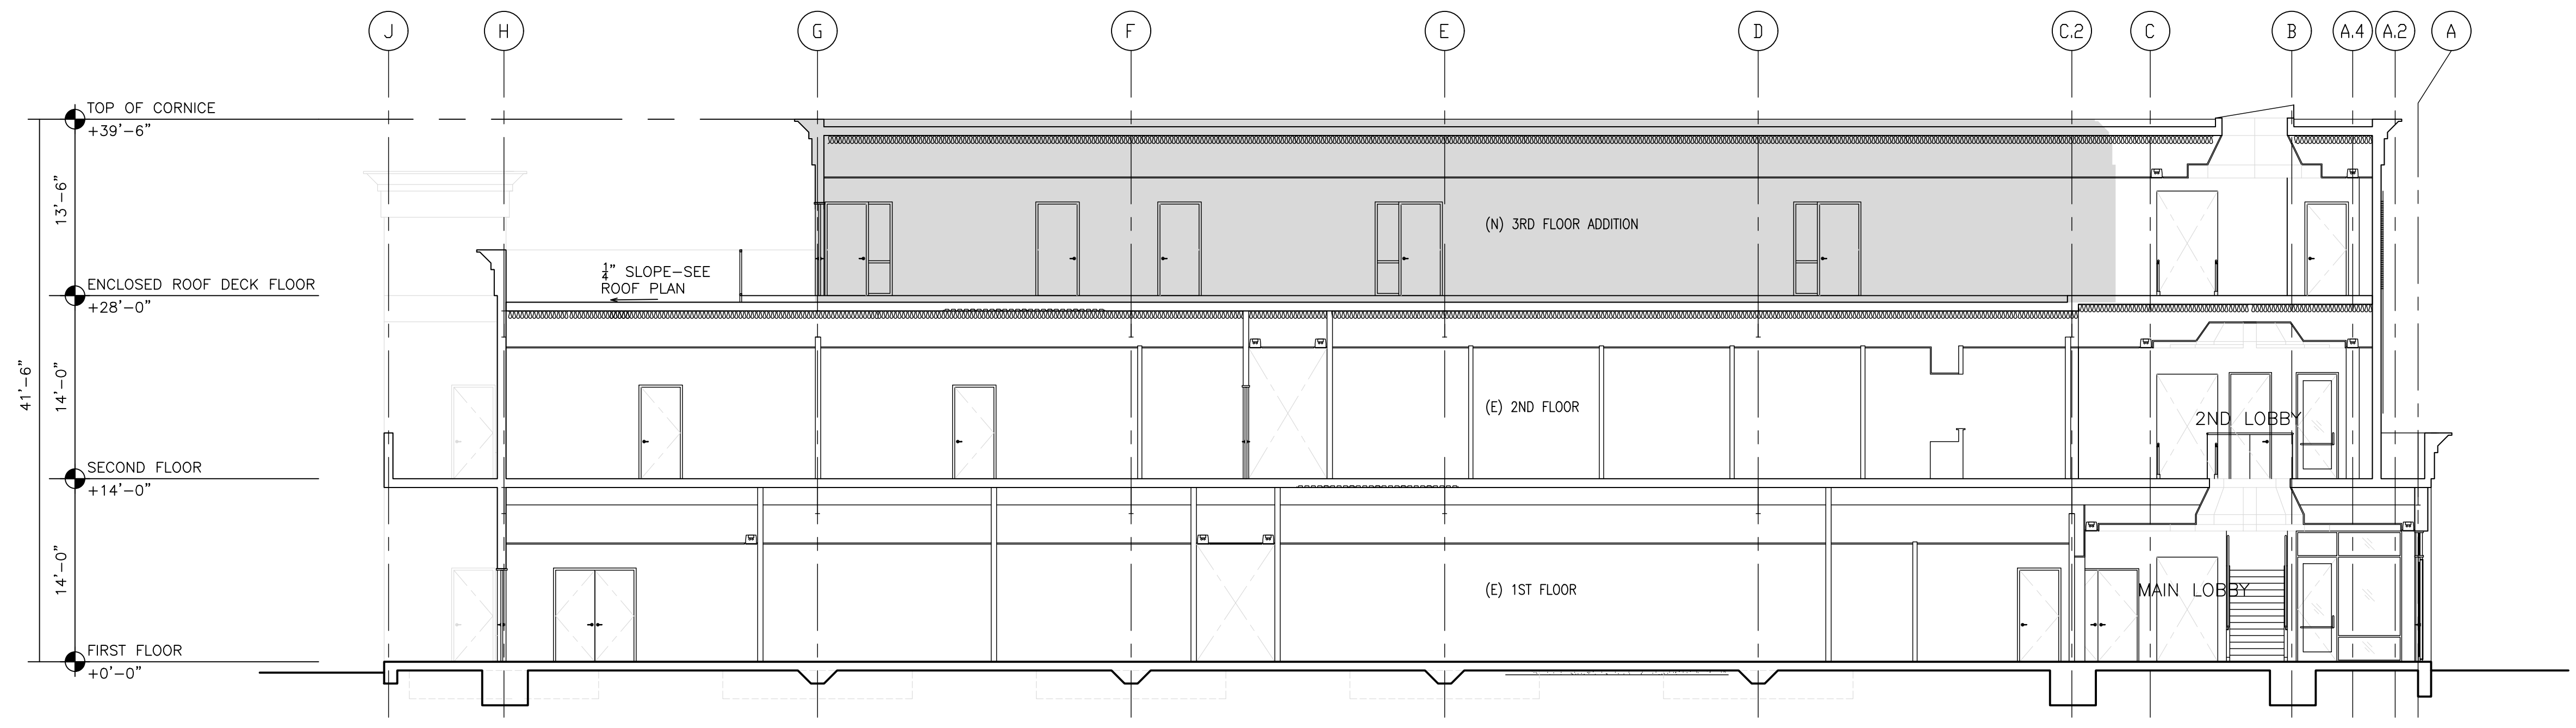 J H G F E D C.2 C B A.4 A.2 A
TOP OF CORNICE
+39'-6"
13'-6"
(N) 3RD FLOOR ADDITION
1/4" SLOPE-SEE
ROOF PLAN
ENCLOSED ROOF DECK FLOOR
+28'-0"
41'-6"
14'-0"
(E) 2ND FLOOR
2ND LOBBY
SECOND FLOOR
+14'-0"
14'-0"
(E) 1ST FLOOR
MAIN LOBBY
FIRST FLOOR
+0'-0"